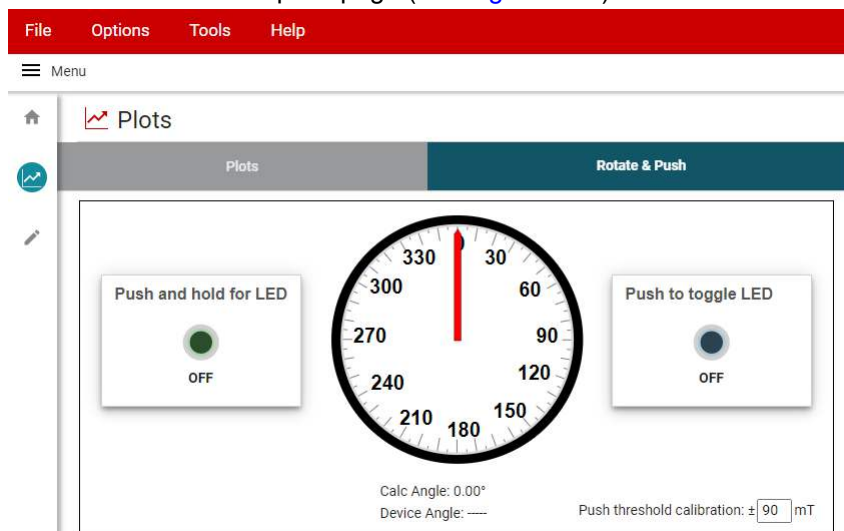 File Options Tools Help
Menu
Plots
Plots Rotate & Push
Push and hold for LED
OFF
0
30
60
90
120
150
180
210
240
270
300
330
Push to toggle LED
OFF
Calc Angle: 0.00°
Device Angle: -----
Push threshold calibration: ± 90 mT